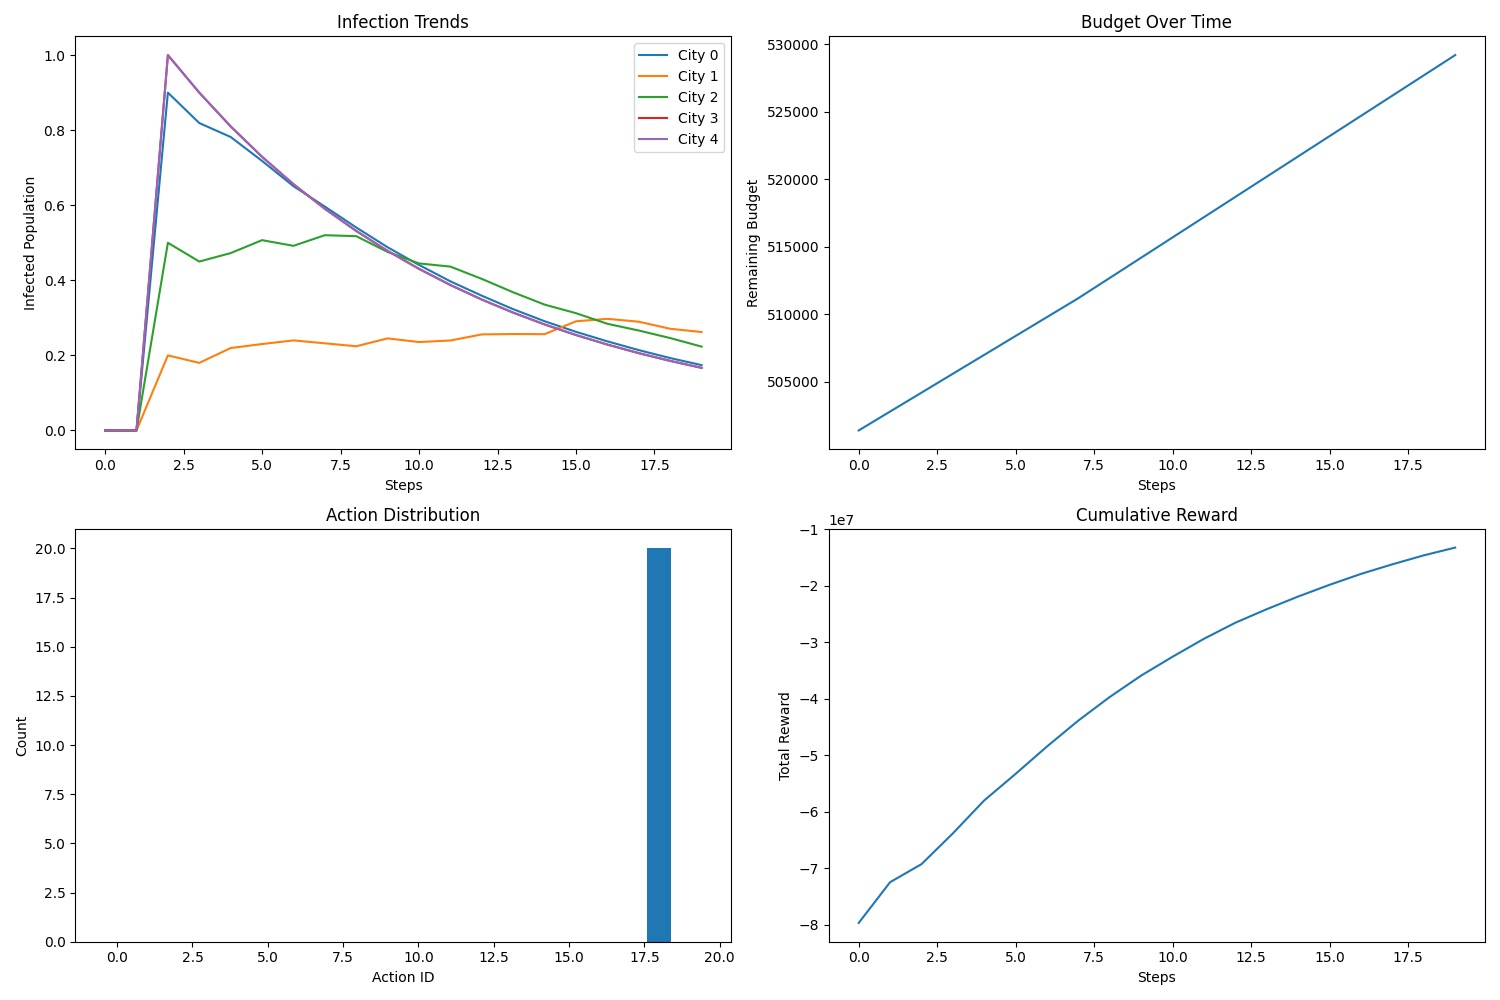 Infection Trends
1.0
0.8
0.6
0.4
0.2
0.0
Infected Population
0.0 2.5 5.0 7.5 10.0 12.5 15.0 17.5
Steps
City 0
City 1
City 2
City 3
City 4
Budget Over Time
530000
525000
520000
515000
510000
505000
Remaining Budget
0.0 2.5 5.0 7.5 10.0 12.5 15.0 17.5
Steps
Action Distribution
20.0
17.5
15.0
12.5
10.0
7.5
5.0
2.5
0.0
Count
0.0 2.5 5.0 7.5 10.0 12.5 15.0 17.5 20.0
Action ID
Cumulative Reward
1e7
−1
−2
−3
−4
−5
−6
−7
−8
Total Reward
0.0 2.5 5.0 7.5 10.0 12.5 15.0 17.5
Steps